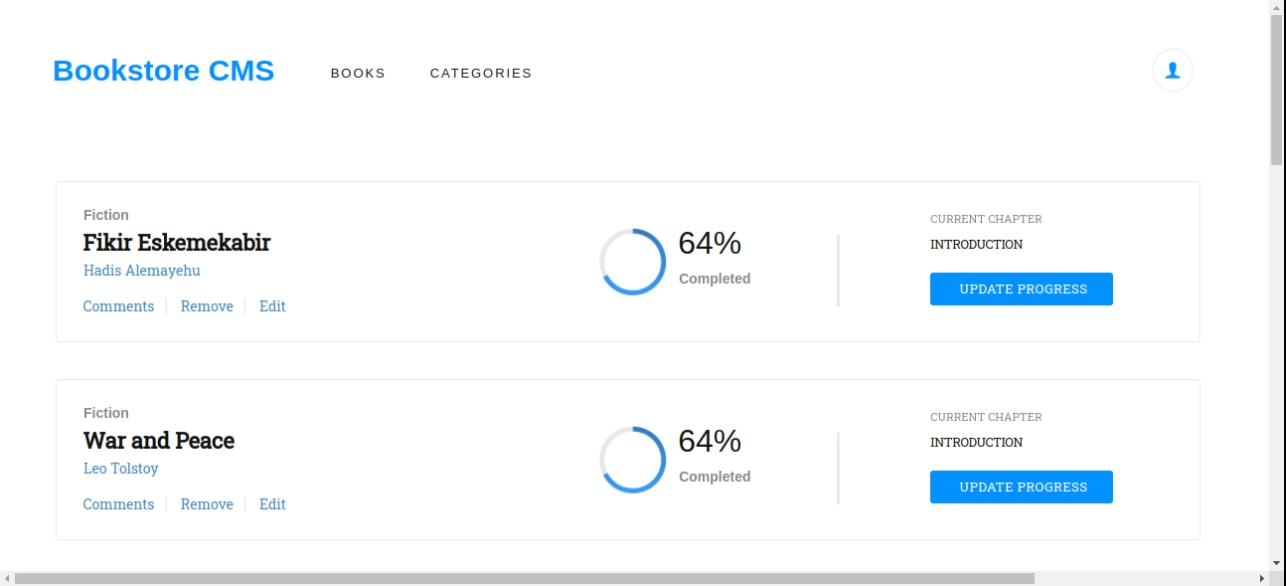 Bookstore CMS BOOKS CATEGORIES
Fiction
Fikir Eskemekabir
Hadis Alemayehu
Comments Remove Edit
64%
Completed
CURRENT CHAPTER
INTRODUCTION
UPDATE PROGRESS
Fiction
War and Peace
Leo Tolstoy
Comments Remove Edit
64%
Completed
CURRENT CHAPTER
INTRODUCTION
UPDATE PROGRESS